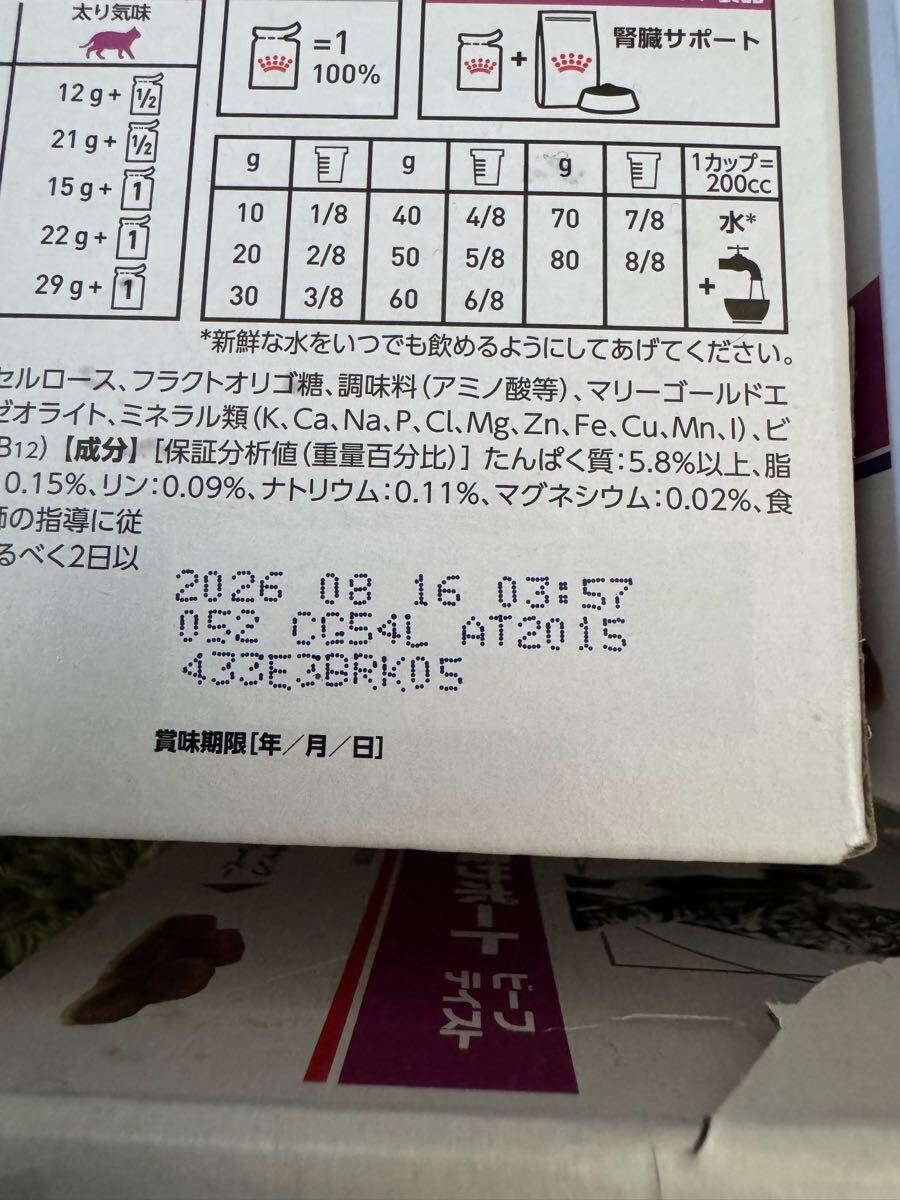 太り気味
12 g + 1/2
21 g + 1/2
15 g + 1
22 g + 1
29 g + 1
=1
100%
+ 腎臓サポート
g g g 1カップ=
200cc
10 1/8 40 4/8 70 7/8 水*
20 2/8 50 5/8 80 8/8
30 3/8 60 6/8 +
*新鮮な水をいつでも飲めるようにしてあげてください。
セルロース、フラクトオリゴ糖、調味料(アミノ酸等)、マリーゴールドエ
ゼオライト、ミネラル類(K,Ca,Na,P,Cl,Mg,Zn,Fe,Cu,Mn,I)、ビ
B12)【成分】[保証分析値(重量百分比)]たんぱく質:5.8%以上、脂
0.15%、リン:0.09%、ナトリウム:0.11%、マグネシウム:0.02%、食
師の指導に従
るべく2日以
2026 08 16 03:57
052 CG54L AT2015
433E3BRK05
賞味期限[年/月/日]
サポート
ビーフ
テイスト